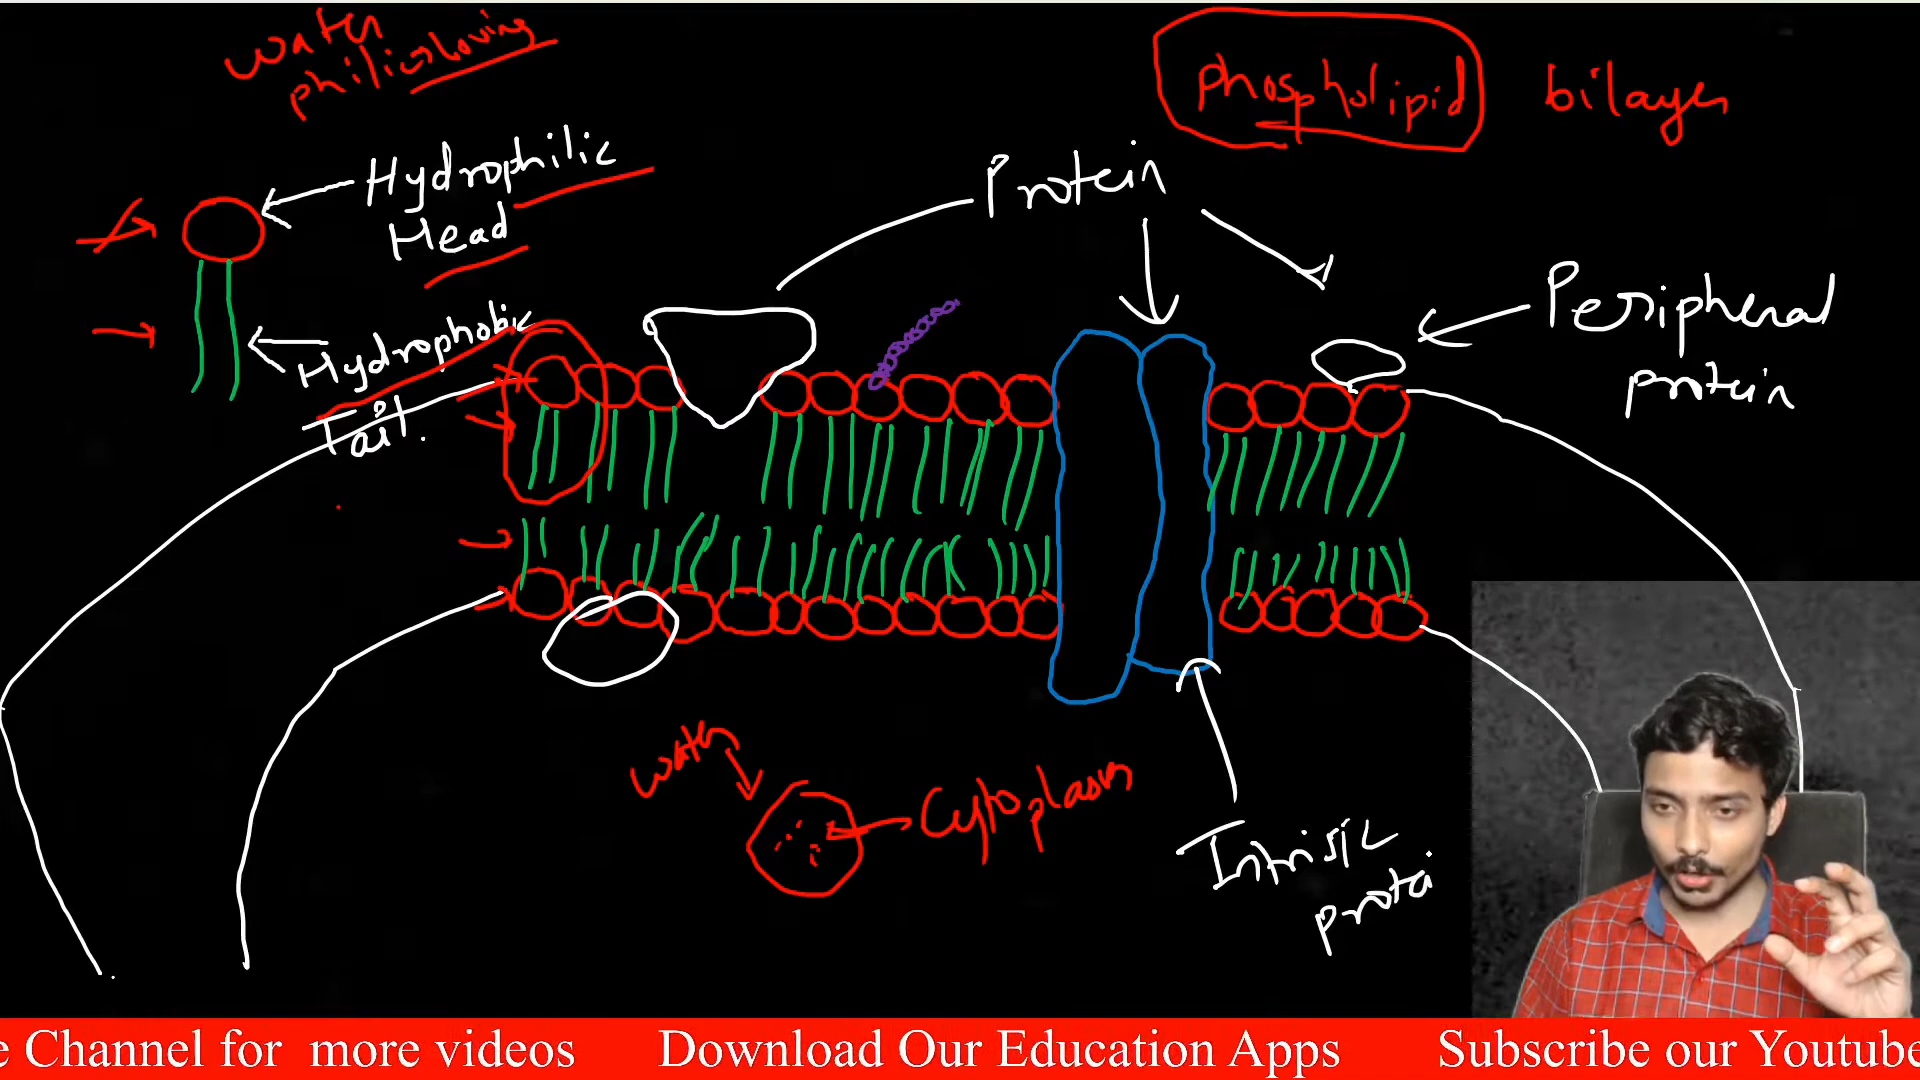 water
philic→loving
Hydrophilic
Head
Hydrophobic
Tail.
phospholipid bilayer
Protein
Peripheral
protein
water
Cytoplasm
Intrisic
protei
e Channel for more videos Download Our Education Apps Subscribe our Youtube